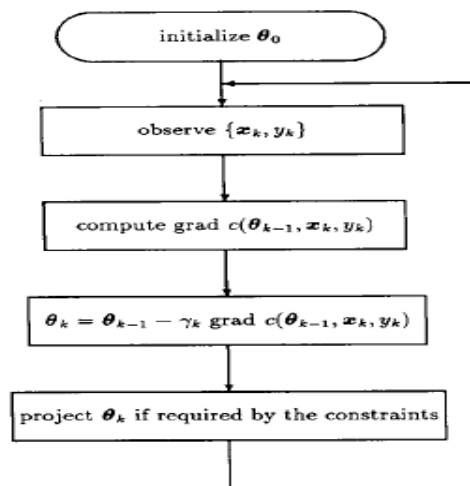 initialize θ₀
observe {xₖ, yₖ}
compute grad c(θₖ₋₁, xₖ, yₖ)
θₖ = θₖ₋₁ − γₖ grad c(θₖ₋₁, xₖ, yₖ)
project θₖ if required by the constraints